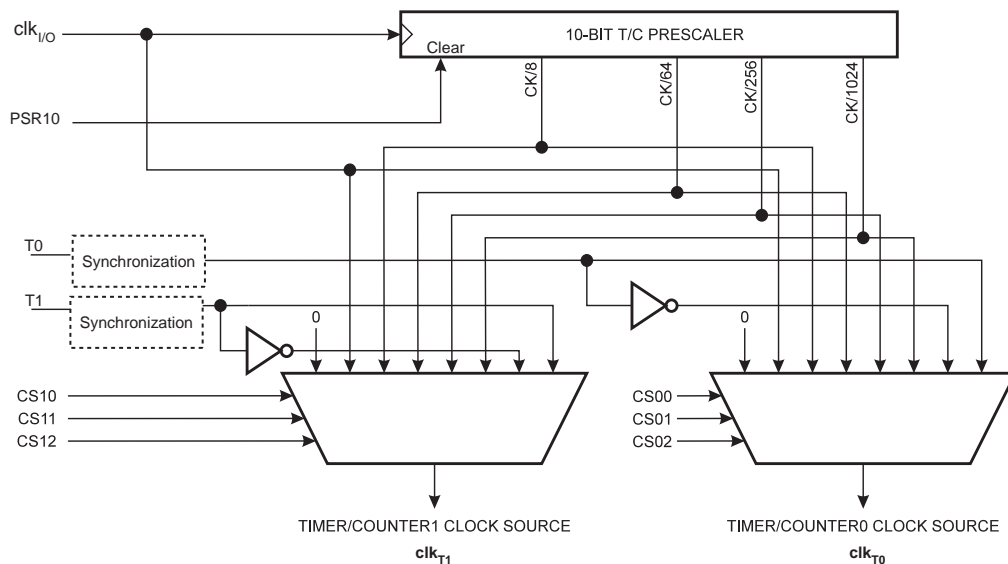 clkI/O
10-BIT T/C PRESCALER
Clear
CK/8
CK/64
CK/256
CK/1024
PSR10
T0
Synchronization
T1
Synchronization
0
0
CS10
CS11
CS12
CS00
CS01
CS02
TIMER/COUNTER1 CLOCK SOURCE
clkT1
TIMER/COUNTER0 CLOCK SOURCE
clkT0